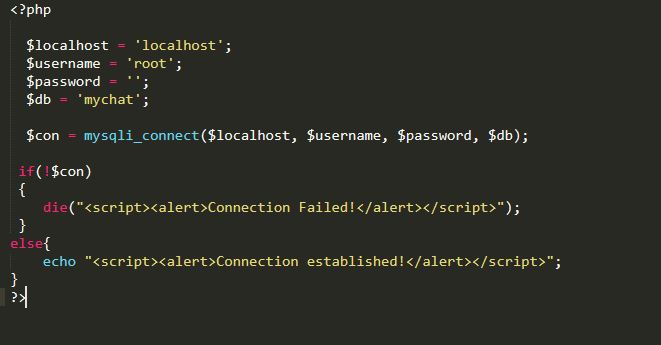 <?php
$localhost = 'localhost';
$username = 'root';
$password = '';
$db = 'mychat';
$con = mysqli_connect($localhost, $username, $password, $db);
if(!$con)
{
die("<script><alert>Connection Failed!</alert></script>");
}
else{
echo "<script><alert>Connection established!</alert></script>";
}
?>